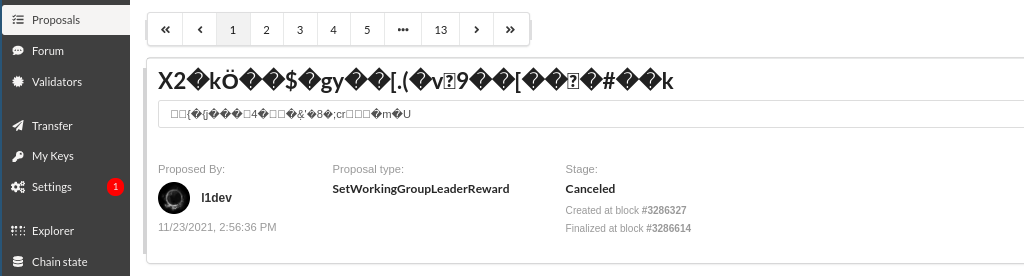 Proposals
Forum
Validators
Transfer
My Keys
Settings 1
Explorer
Chain state
1 2 3 4 5 ••• 13
X2�kÖ��$�gy��[.(�v�9��[���#��k
□□{�{j���□4�□□�&'�8�;cr□□□�m�U
Proposed By:
l1dev
11/23/2021, 2:56:36 PM
Proposal type:
SetWorkingGroupLeaderReward
Stage:
Canceled
Created at block #3286327
Finalized at block #3286614